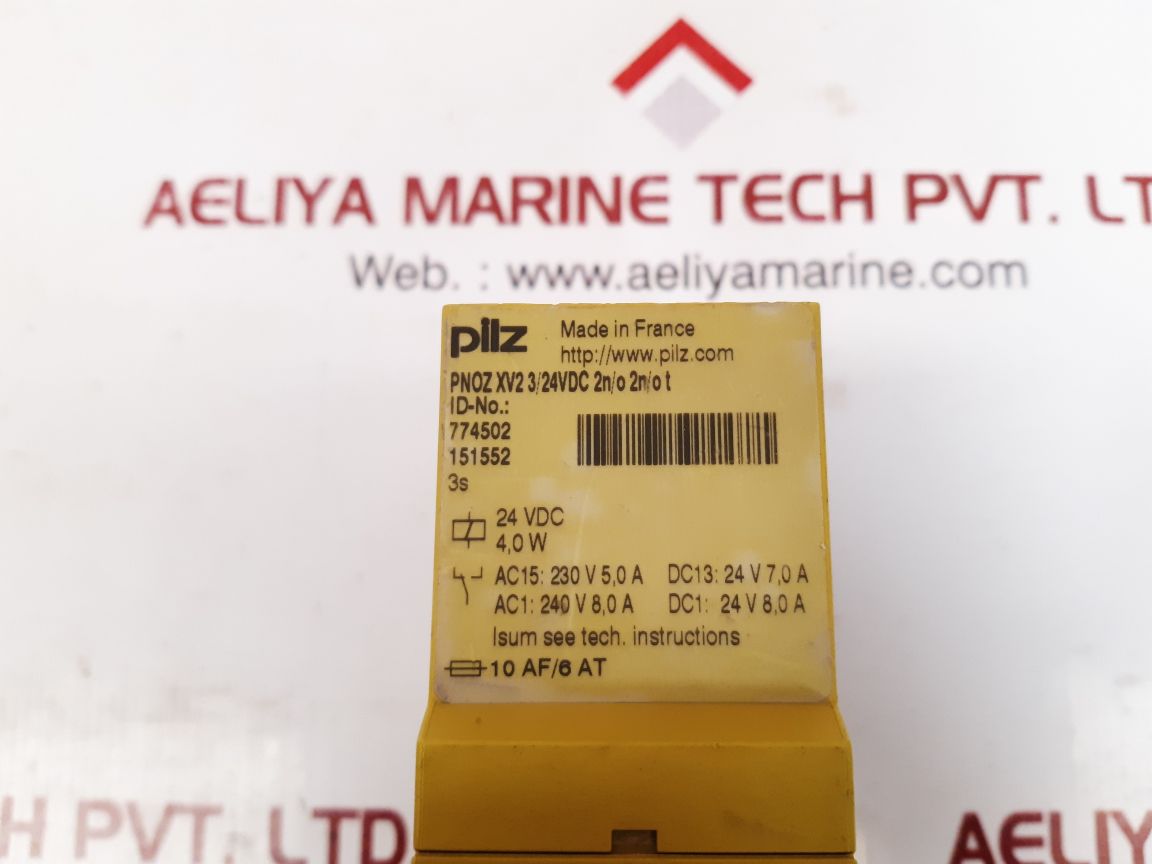 AELIYA MARINE TECH PVT. LT
Web. : www.aeliyamarine.com
pilz
Made in France
http://www.pilz.com
PNOZ XV2 3/24VDC 2n/o 2n/o t
ID-No.:
774502
151552
3s
24 VDC
4,0 W
AC15: 230 V 5,0 A DC13: 24 V 7,0 A
AC1: 240 V 8,0 A DC1: 24 V 8,0 A
Isum see tech. instructions
10 AF/6 AT
H PVT. LTD
AELIY